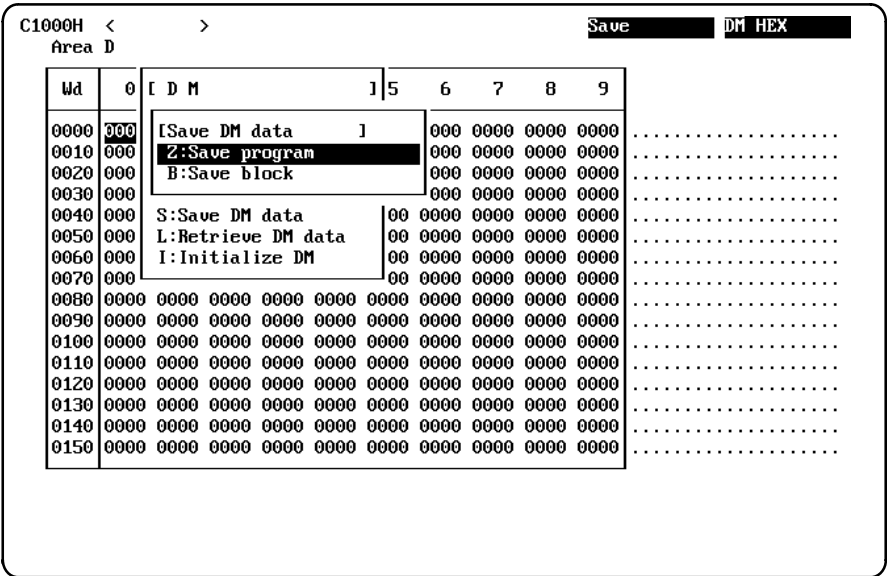 C1000H < > Save DM HEX
Area D
Wd 0 [ D M ] 5 6 7 8 9
0000 000 [Save DM data ] 000 0000 0000 0000 ....................
0010 000 Z:Save program 000 0000 0000 0000 ....................
0020 000 B:Save block 000 0000 0000 0000 ....................
0030 000 000 0000 0000 0000 ....................
0040 000 S:Save DM data 00 0000 0000 0000 0000 ....................
0050 000 L:Retrieve DM data 00 0000 0000 0000 0000 ....................
0060 000 I:Initialize DM 00 0000 0000 0000 0000 ....................
0070 000 00 0000 0000 0000 0000 ....................
0080 0000 0000 0000 0000 0000 0000 0000 0000 0000 0000 ....................
0090 0000 0000 0000 0000 0000 0000 0000 0000 0000 0000 ....................
0100 0000 0000 0000 0000 0000 0000 0000 0000 0000 0000 ....................
0110 0000 0000 0000 0000 0000 0000 0000 0000 0000 0000 ....................
0120 0000 0000 0000 0000 0000 0000 0000 0000 0000 0000 ....................
0130 0000 0000 0000 0000 0000 0000 0000 0000 0000 0000 ....................
0140 0000 0000 0000 0000 0000 0000 0000 0000 0000 0000 ....................
0150 0000 0000 0000 0000 0000 0000 0000 0000 0000 0000 ....................